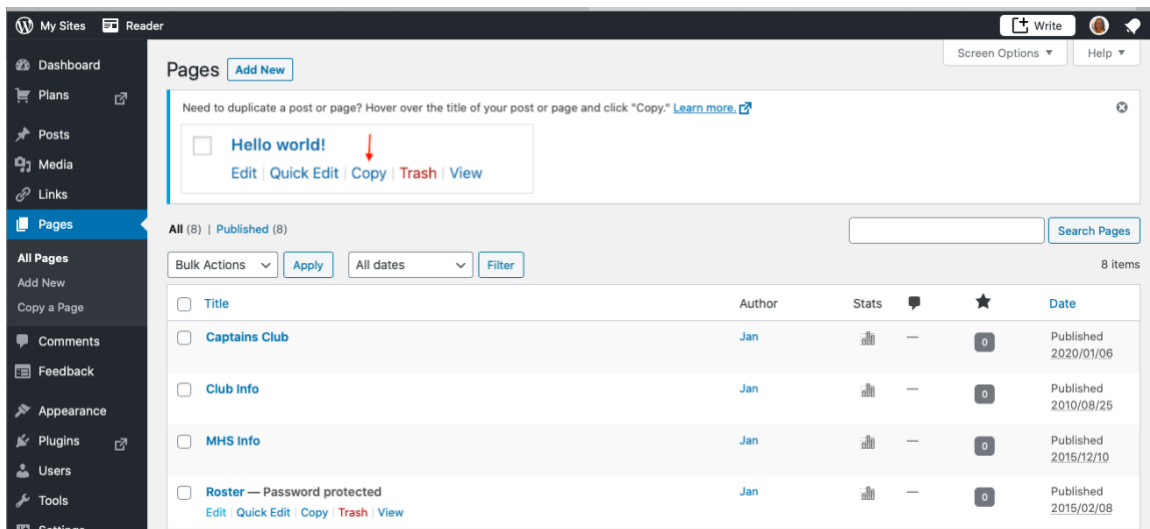 My Sites Reader Write
Screen Options ▼ Help ▼
Dashboard
Plans
Posts
Media
Links
Pages
All Pages
Add New
Copy a Page
Comments
Feedback
Appearance
Plugins
Users
Tools
Settings
Pages Add New
Need to duplicate a post or page? Hover over the title of your post or page and click "Copy." Learn more.
Hello world!
Edit | Quick Edit | Copy | Trash | View
All (8) | Published (8)
Search Pages
Bulk Actions Apply All dates Filter 8 items
Title Author Stats Date
Captains Club Jan — 0 Published
2020/01/06
Club Info Jan — 0 Published
2010/08/25
MHS Info Jan — 0 Published
2015/12/10
Roster — Password protected Jan — 0 Published
Edit | Quick Edit | Copy | Trash | View 2015/02/08